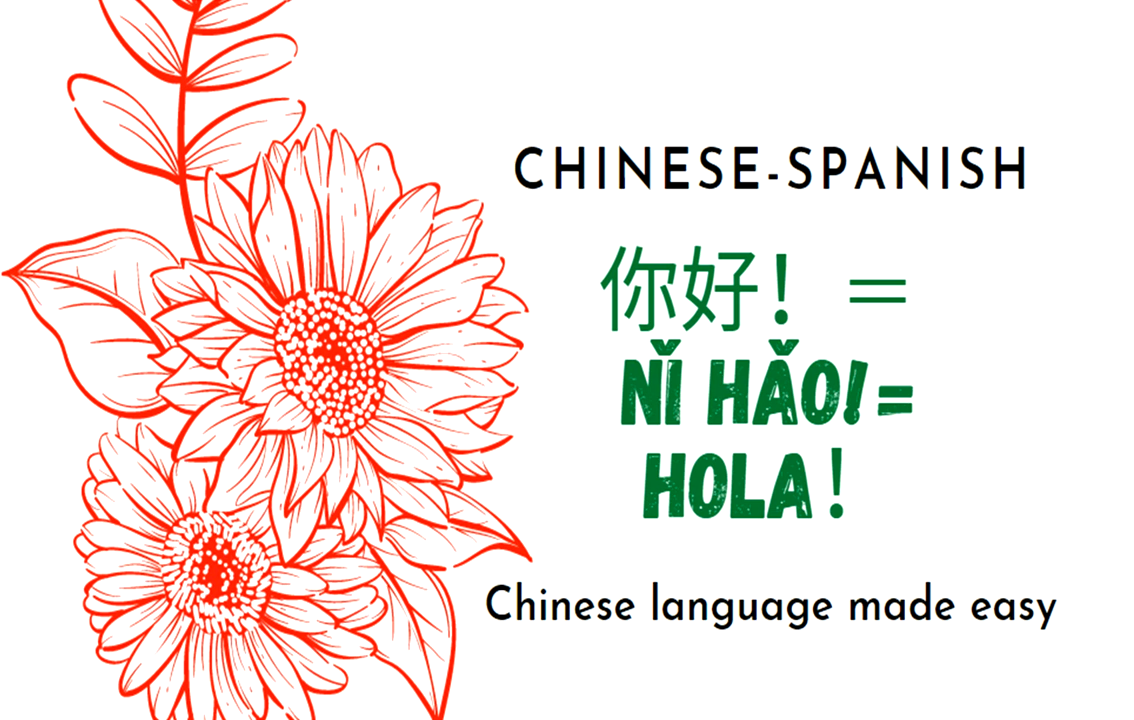 CHINESE-SPANISH
你好！ =
NǏ HǍO! =
HOLA!
Chinese language made easy